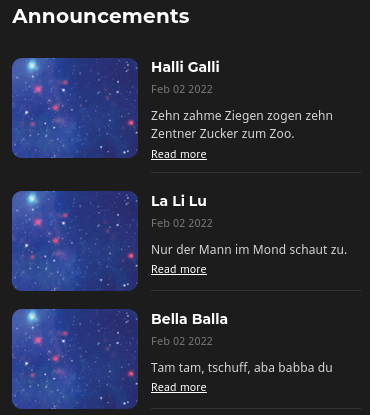 Announcements
Halli Galli
Feb 02 2022
Zehn zahme Ziegen zogen zehn
Zentner Zucker zum Zoo.
Read more
La Li Lu
Feb 02 2022
Nur der Mann im Mond schaut zu.
Read more
Bella Balla
Feb 02 2022
Tam tam, tschuff, aba babba du
Read more